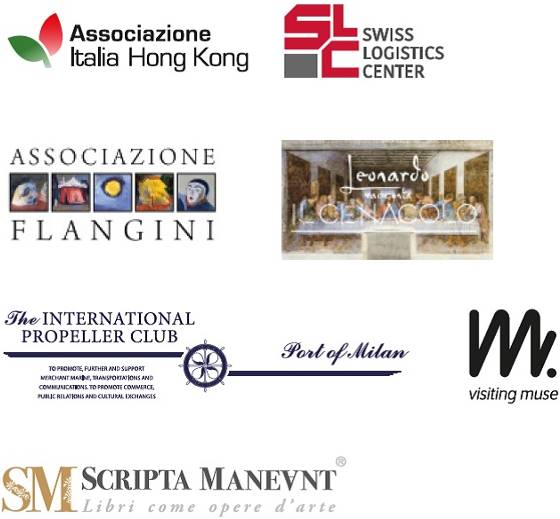 Associazione
Italia Hong Kong
SLC
SWISS
LOGISTICS
CENTER
ASSOCIAZIONE
FLANGINI
Leonardo
racconta
IL CENACOLO
The INTERNATIONAL
PROPELLER CLUB
TO PROMOTE, FURTHER AND SUPPORT
MERCHANT MARINE, TRANSPORTATIONS AND
COMMUNICATIONS. TO PROMOTE COMMERCE,
PUBLIC RELATIONS AND CULTURAL EXCHANGES
Port of Milan
M.
visiting muse
SM SCRIPTA MANEVNT®
Libri come opere d'arte